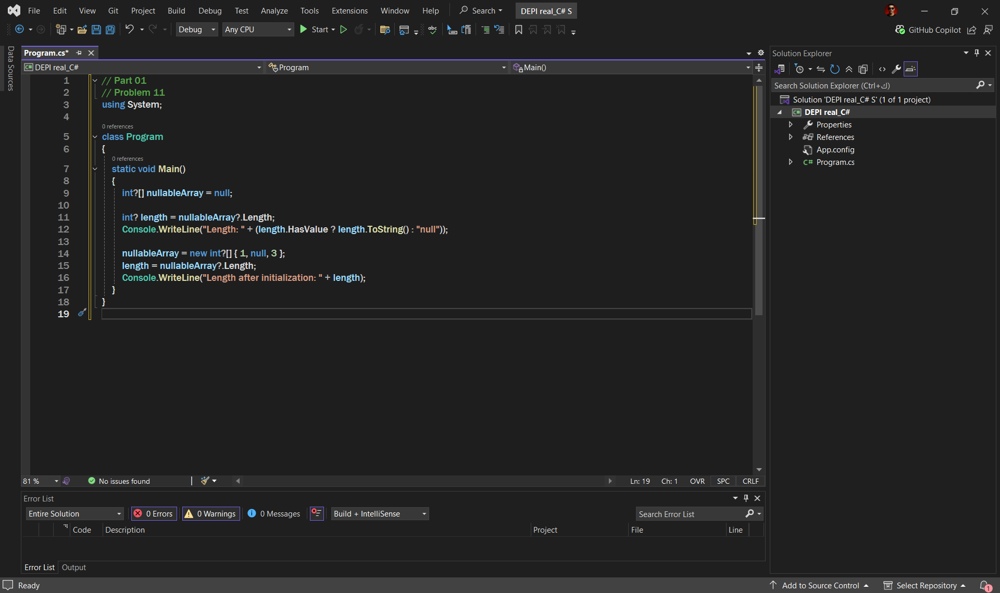 File Edit View Git Project Build Debug Test Analyze Tools Extensions Window Help Search DEPI real_C# S
Debug Any CPU Start GitHub Copilot
Data Sources
Program.cs*
DEPI real_C# Program Main()
1 // Part 01
2 // Problem 11
3 using System;
4
0 references
5 class Program
6 {
0 references
7 static void Main()
8 {
9 int?[] nullableArray = null;
10
11 int? length = nullableArray?.Length;
12 Console.WriteLine("Length: " + (length.HasValue ? length.ToString() : "null"));
13
14 nullableArray = new int?[] { 1, null, 3 };
15 length = nullableArray?.Length;
16 Console.WriteLine("Length after initialization: " + length);
17 }
18 }
19
81 % No issues found Ln: 19 Ch: 1 OVR SPC CRLF
Error List
Entire Solution 0 Errors 0 Warnings 0 Messages Build + IntelliSense Search Error List
Code Description Project File Line
Error List Output
Solution Explorer
Search Solution Explorer (Ctrl+ك)
Solution 'DEPI real_C# S' (1 of 1 project)
C# DEPI real_C#
Properties
References
App.config
C# Program.cs
Ready Add to Source Control Select Repository 1